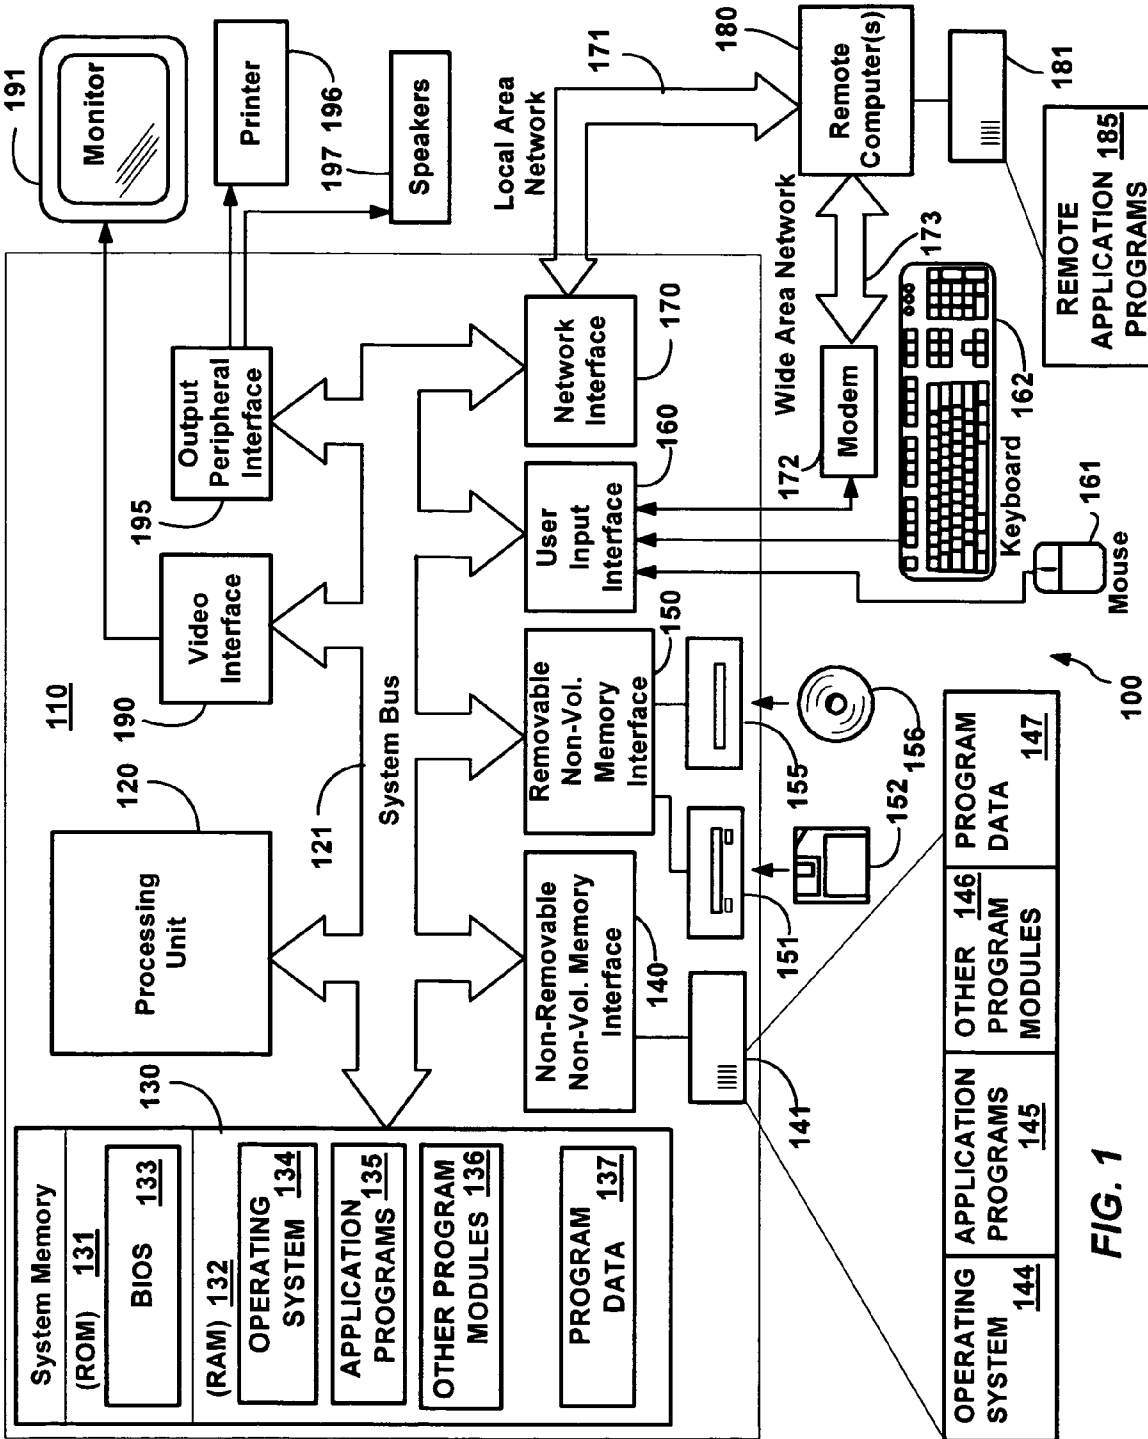 System Memory
(ROM) 131
BIOS 133
(RAM) 132
OPERATING
SYSTEM 134
APPLICATION
PROGRAMS 135
OTHER PROGRAM
MODULES 136
PROGRAM
DATA 137
130
Processing
Unit
120
110
121
System Bus
Video
Interface
190
Output
Peripheral
Interface
195
Monitor
191
Printer
196
Speakers
197
Non-Removable
Non-Vol. Memory
Interface
140
Removable
Non-Vol.
Memory
Interface
150
User
Input
Interface
160
Network
Interface
170
Local Area
Network
171
Remote
Computer(s)
180
181
Wide Area Network
173
Modem
172
141
151
152
155
156
Keyboard
162
Mouse
161
REMOTE
APPLICATION 185
PROGRAMS
OPERATING
SYSTEM 144
APPLICATION
PROGRAMS 145
OTHER 146
PROGRAM
MODULES
PROGRAM
DATA 147
100
FIG. 1